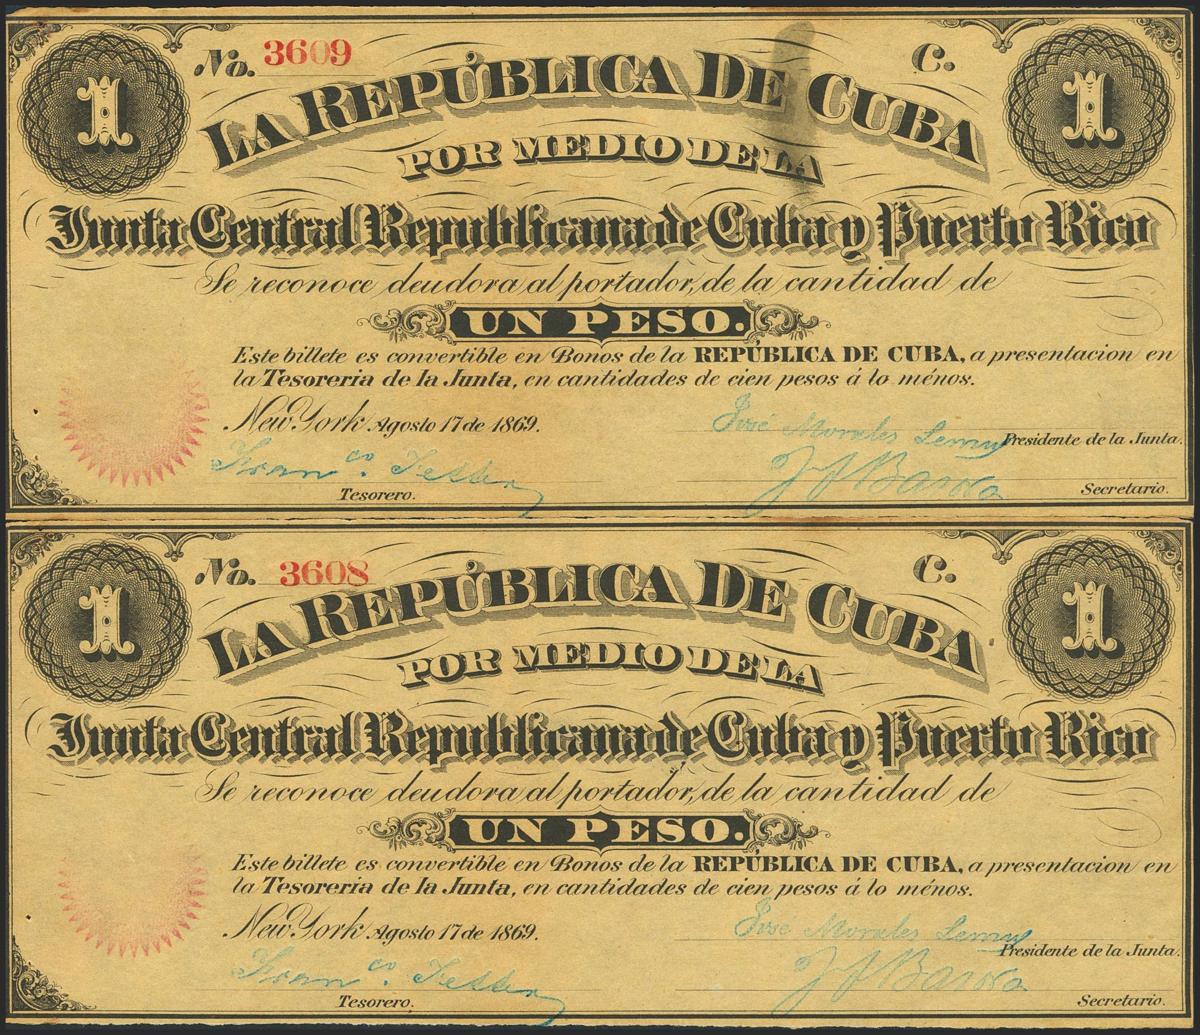 No. 3609 C.
1 1
LA REPÚBLICA DE CUBA
POR MEDIO DE LA
Junta Central Republicana de Cuba y Puerto Rico
Se reconoce deudora al portador, de la cantidad de
UN PESO.
Este billete es convertible en Bonos de la REPÚBLICA DE CUBA, a presentacion en
la Tesoreria de la Junta, en cantidades de cien pesos á lo ménos.
New York Agosto 17 de 1869.
José Morales Lemus Presidente de la Junta.
Franco. Fesser
Tesorero. Secretario.
No. 3608 C.
1 1
LA REPÚBLICA DE CUBA
POR MEDIO DE LA
Junta Central Republicana de Cuba y Puerto Rico
Se reconoce deudora al portador, de la cantidad de
UN PESO.
Este billete es convertible en Bonos de la REPÚBLICA DE CUBA, a presentacion en
la Tesoreria de la Junta, en cantidades de cien pesos á lo ménos.
New York Agosto 17 de 1869.
José Morales Lemus
Presidente de la Junta.
Franco. Fesser
Tesorero. Secretario.